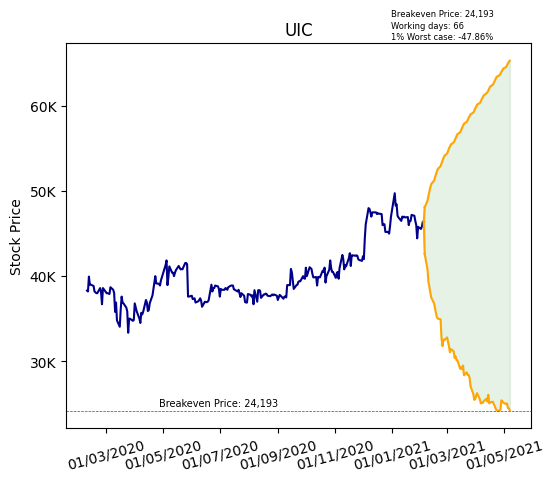 Breakeven Price: 24,193
Working days: 66
1% Worst case: -47.86%
UIC
Stock Price
60K
50K
40K
30K
Breakeven Price: 24,193
01/03/2020
01/05/2020
01/07/2020
01/09/2020
01/11/2020
01/01/2021
01/03/2021
01/05/2021